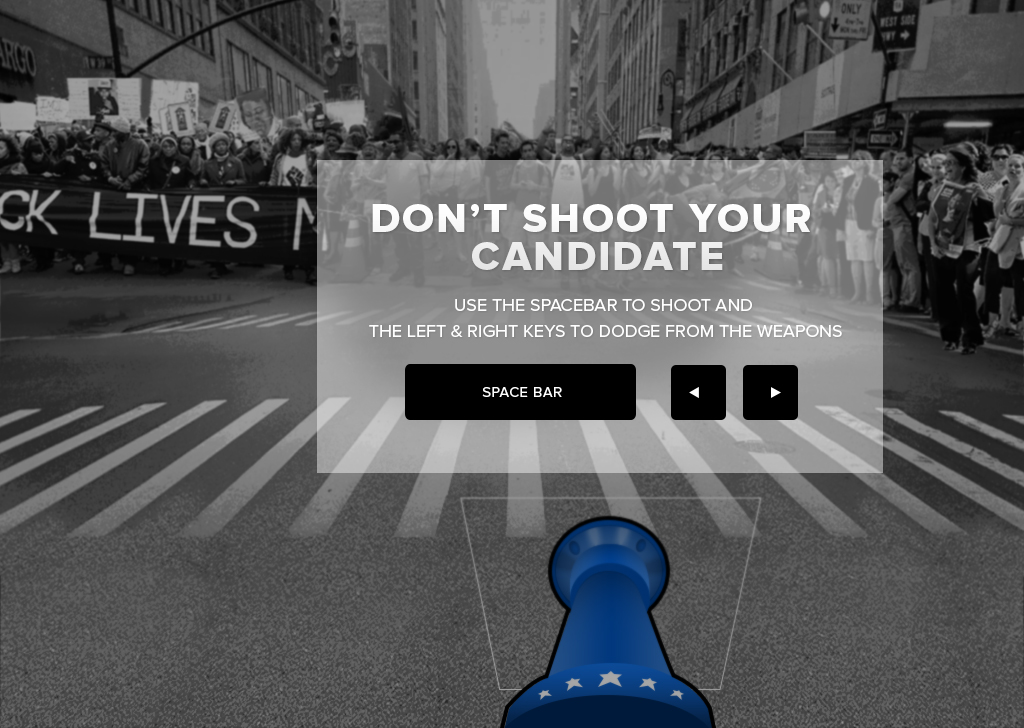 ARGO
ONLY
WEST SIDE
HWY
CK LIVES M
DON’T SHOOT YOUR
CANDIDATE
USE THE SPACEBAR TO SHOOT AND
THE LEFT & RIGHT KEYS TO DODGE FROM THE WEAPONS
SPACE BAR